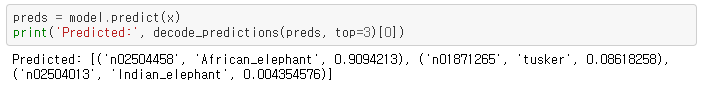 preds = model.predict(x)
print('Predicted:', decode_predictions(preds, top=3)[0])
Predicted: [('n02504458', 'African_elephant', 0.9094213), ('n01871265', 'tusker', 0.08618258),
('n02504013', 'Indian_elephant', 0.004354576)]